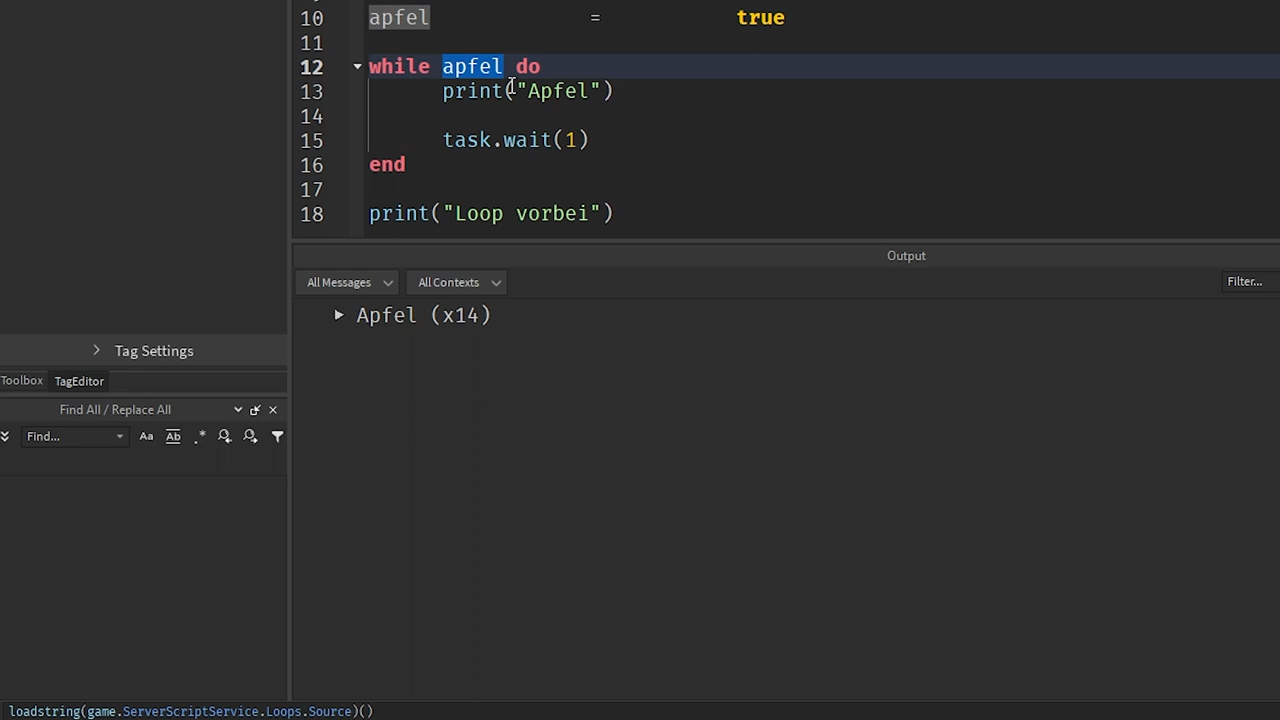 10 apfel = true
11
12 while apfel do
13 print("Apfel")
14
15 task.wait(1)
16 end
17
18 print("Loop vorbei")
Output
All Messages All Contexts Filter...
Apfel (x14)
Tag Settings
Toolbox TagEditor
Find All / Replace All
Find... Aa Ab .*
loadstring(game.ServerScriptService.Loops.Source)()